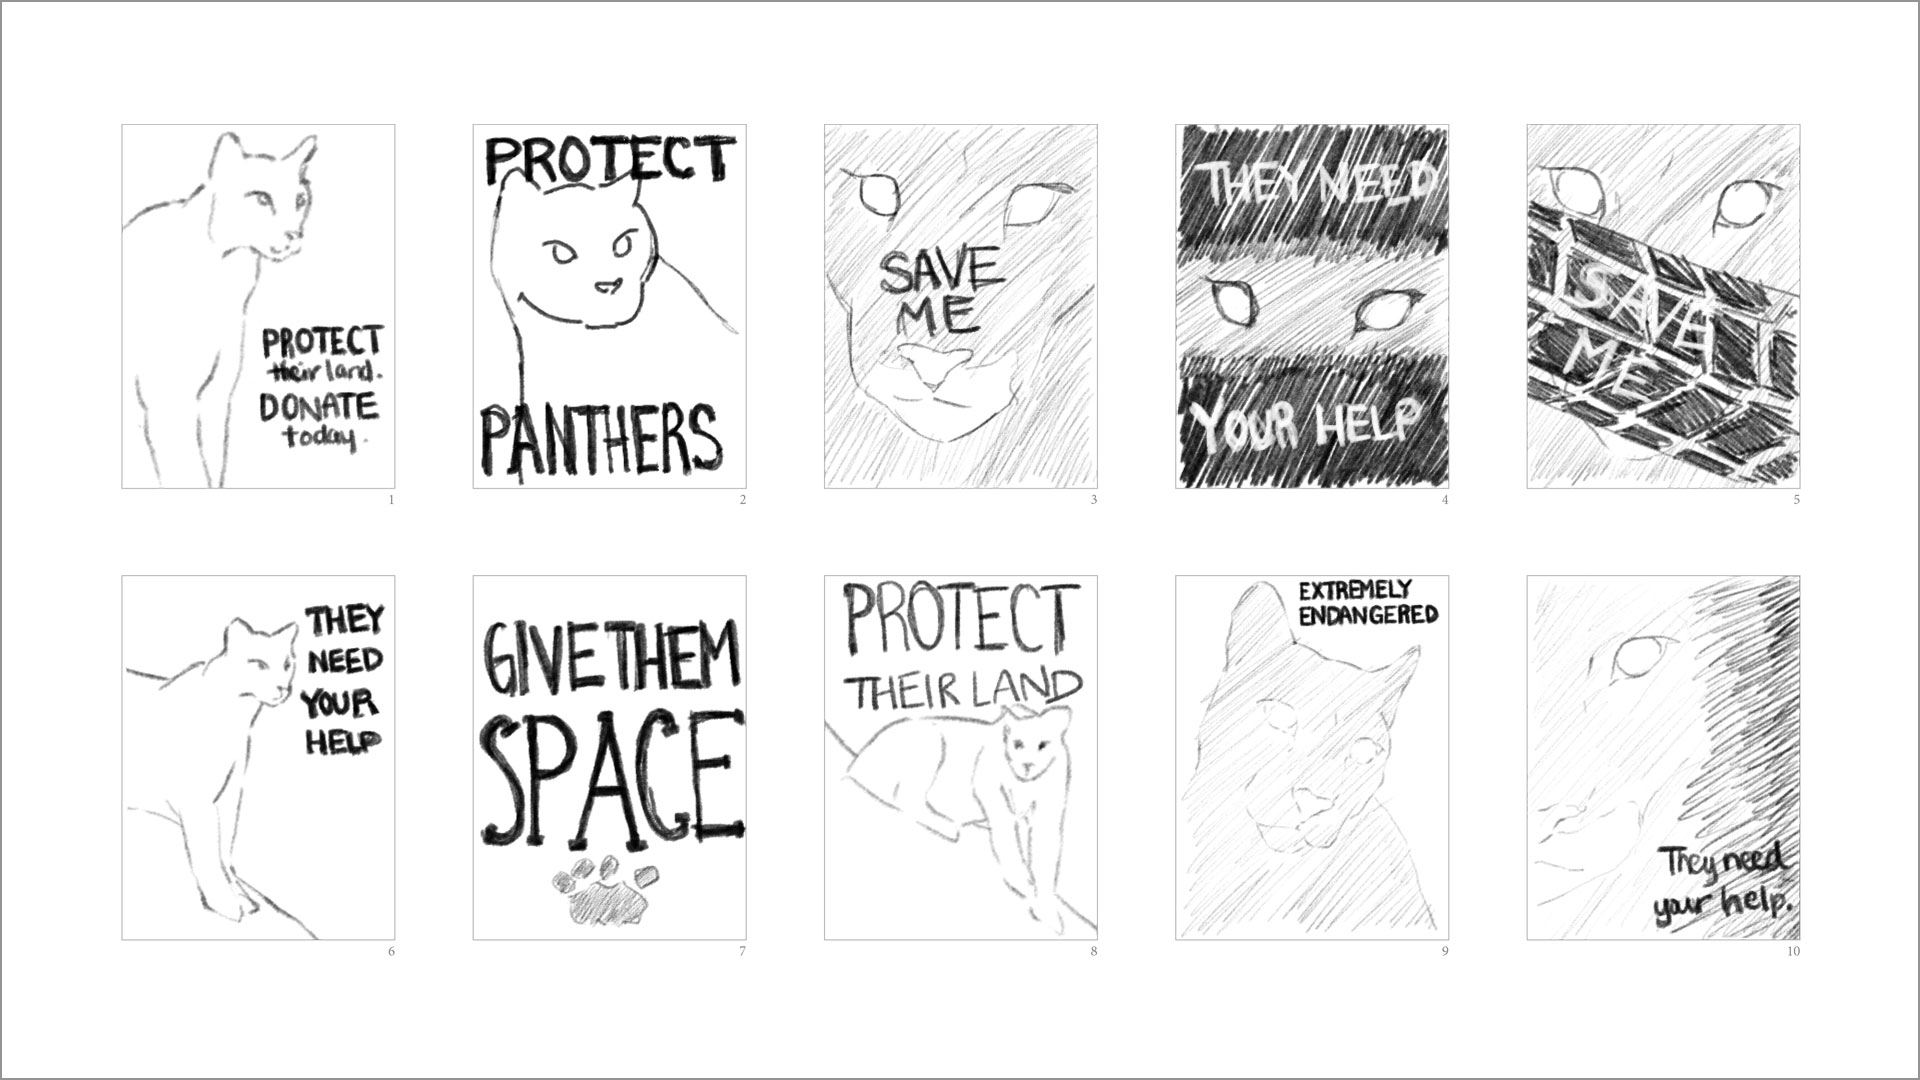 PROTECT
their land.
DONATE
today.
1
PROTECT
PANTHERS
2
SAVE
ME
3
THEY NEED
YOUR HELP
4
SAVE
ME
5
THEY
NEED
YOUR
HELP
6
GIVE THEM
SPACE
7
PROTECT
THEIR LAND
8
EXTREMELY
ENDANGERED
9
They need
your help.
10